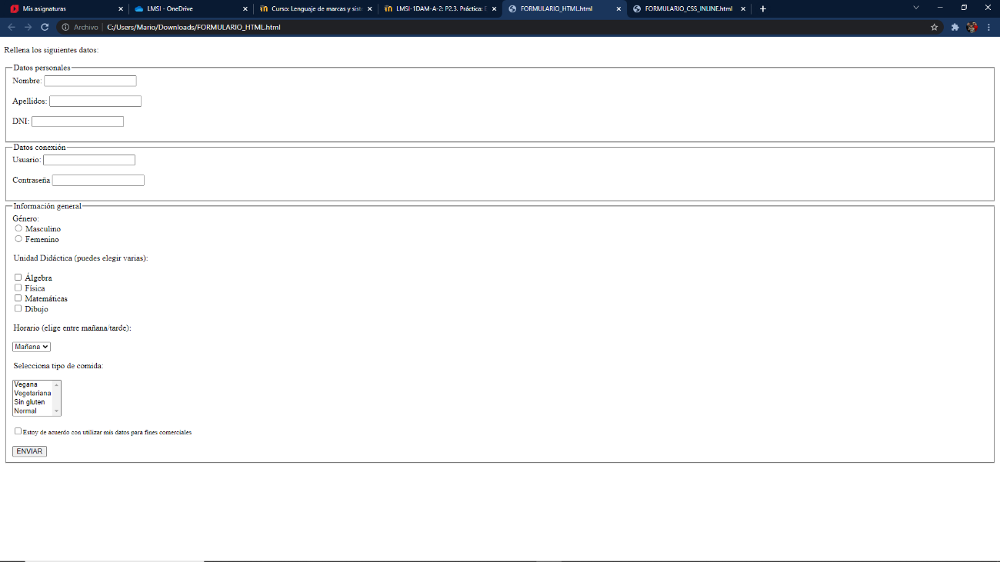 Mis asignaturas
LMSI - OneDrive
Curso: Lenguaje de marcas y siste
LMSI-1DAM-A-2: P2.3. Práctica:
FORMULARIO_HTML.html
FORMULARIO_CSS_INLINE.html
Archivo
C:/Users/Mario/Downloads/FORMULARIO_HTML.html
Rellena los siguientes datos:
Datos personales
Nombre:
Apellidos:
DNI:
Datos conexión
Usuario:
Contraseña
Información general
Género:
Masculino
Femenino
Unidad Didáctica (puedes elegir varias):
Álgebra
Física
Matemáticas
Dibujo
Horario (elige entre mañana/tarde):
Mañana
Selecciona tipo de comida:
Vegana
Vegetariana
Sin gluten
Normal
Estoy de acuerdo con utilizar mis datos para fines comerciales
ENVIAR